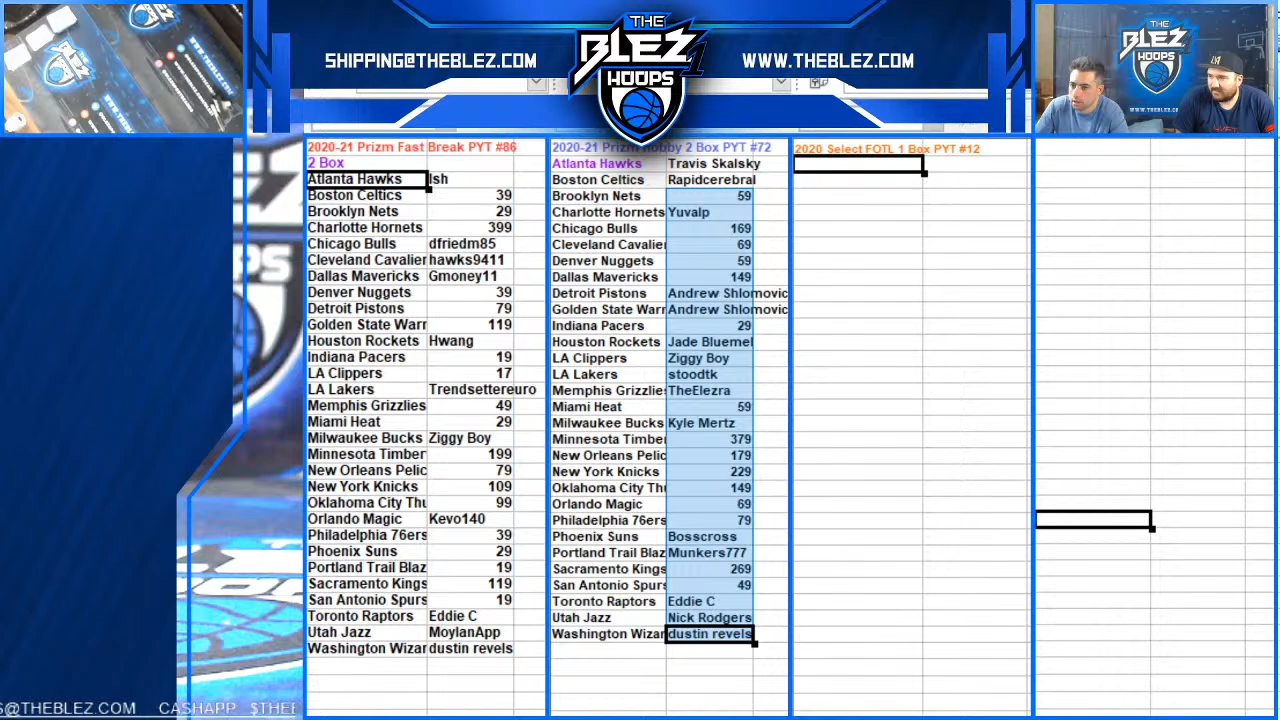 THE
BLEZ
HOOPS
SHIPPING@THEBLEZ.COM
WWW.THEBLEZ.COM
THE
BLEZ
HOOPS
2020-21 Prizm Fast Break PYT #86
2 Box
Atlanta Hawks Ish
Boston Celtics 39
Brooklyn Nets 29
Charlotte Hornets 399
Chicago Bulls dfriedm85
Cleveland Cavalier hawks9411
Dallas Mavericks Gmoney11
Denver Nuggets 39
Detroit Pistons 79
Golden State Warr 119
Houston Rockets Hwang
Indiana Pacers 19
LA Clippers 17
LA Lakers Trendsettereuro
Memphis Grizzlies 49
Miami Heat 29
Milwaukee Bucks Ziggy Boy
Minnesota Timber 199
New Orleans Pelic 79
New York Knicks 109
Oklahoma City Thu 99
Orlando Magic Kevo140
Philadelphia 76ers 39
Phoenix Suns 29
Portland Trail Blaz 19
Sacramento Kings 119
San Antonio Spurs 19
Toronto Raptors Eddie C
Utah Jazz MoylanApp
Washington Wizar dustin revels
2020-21 Prizm Hobby 2 Box PYT #72
Atlanta Hawks Travis Skalsky
Boston Celtics Rapidcerebral
Brooklyn Nets 59
Charlotte Hornets Yuvalp
Chicago Bulls 169
Cleveland Cavalier 69
Denver Nuggets 59
Dallas Mavericks 149
Detroit Pistons Andrew Shlomovic
Golden State Warr Andrew Shlomovic
Indiana Pacers 29
Houston Rockets Jade Bluemel
LA Clippers Ziggy Boy
LA Lakers stoodtk
Memphis Grizzlies TheElezra
Miami Heat 59
Milwaukee Bucks Kyle Mertz
Minnesota Timber 379
New Orleans Pelic 179
New York Knicks 229
Oklahoma City Thu 149
Orlando Magic 69
Philadelphia 76ers 79
Phoenix Suns Bosscross
Portland Trail Blaz Munkers777
Sacramento Kings 269
San Antonio Spurs 49
Toronto Raptors Eddie C
Utah Jazz Nick Rodgers
Washington Wizar dustin revels
2020 Select FOTL 1 Box PYT #12
S@THEBLEZ.COM CASHAPP $THEB